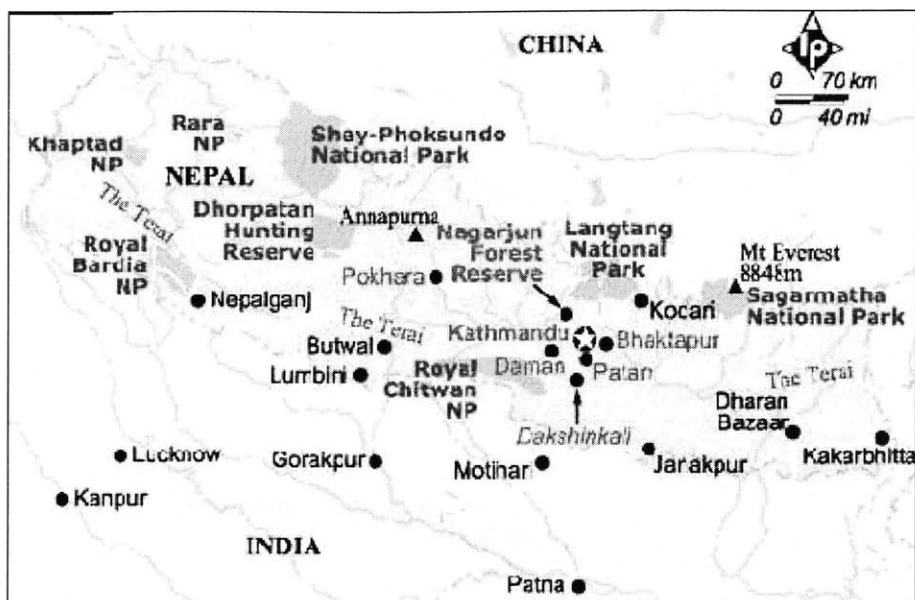 CHINA
lp
0 70 km
0 40 mi
Rara
NP
Khaptad
NP
Shay-Phoksundo
National Park
NEPAL
The Terai
Dhorpatan
Hunting
Reserve
Annapurna
Nagarjun
Forest
Reserve
Langtang
National
Park
Mt Everest
8848m
Royal
Bardia
NP
Pokhara
Sagarmatha
National Park
Nepalganj
Kocari
The Terai
Kathmandu
Bhaktapur
Butwal
Daman
Patan
Lumbini
Royal
Chitwan
NP
The Terai
Dharan
Bazaar
Dakshinkali
Lucknow
Gorakpur
Motihar
Janakpur
Kakarbhitta
Kanpur
INDIA
Patna